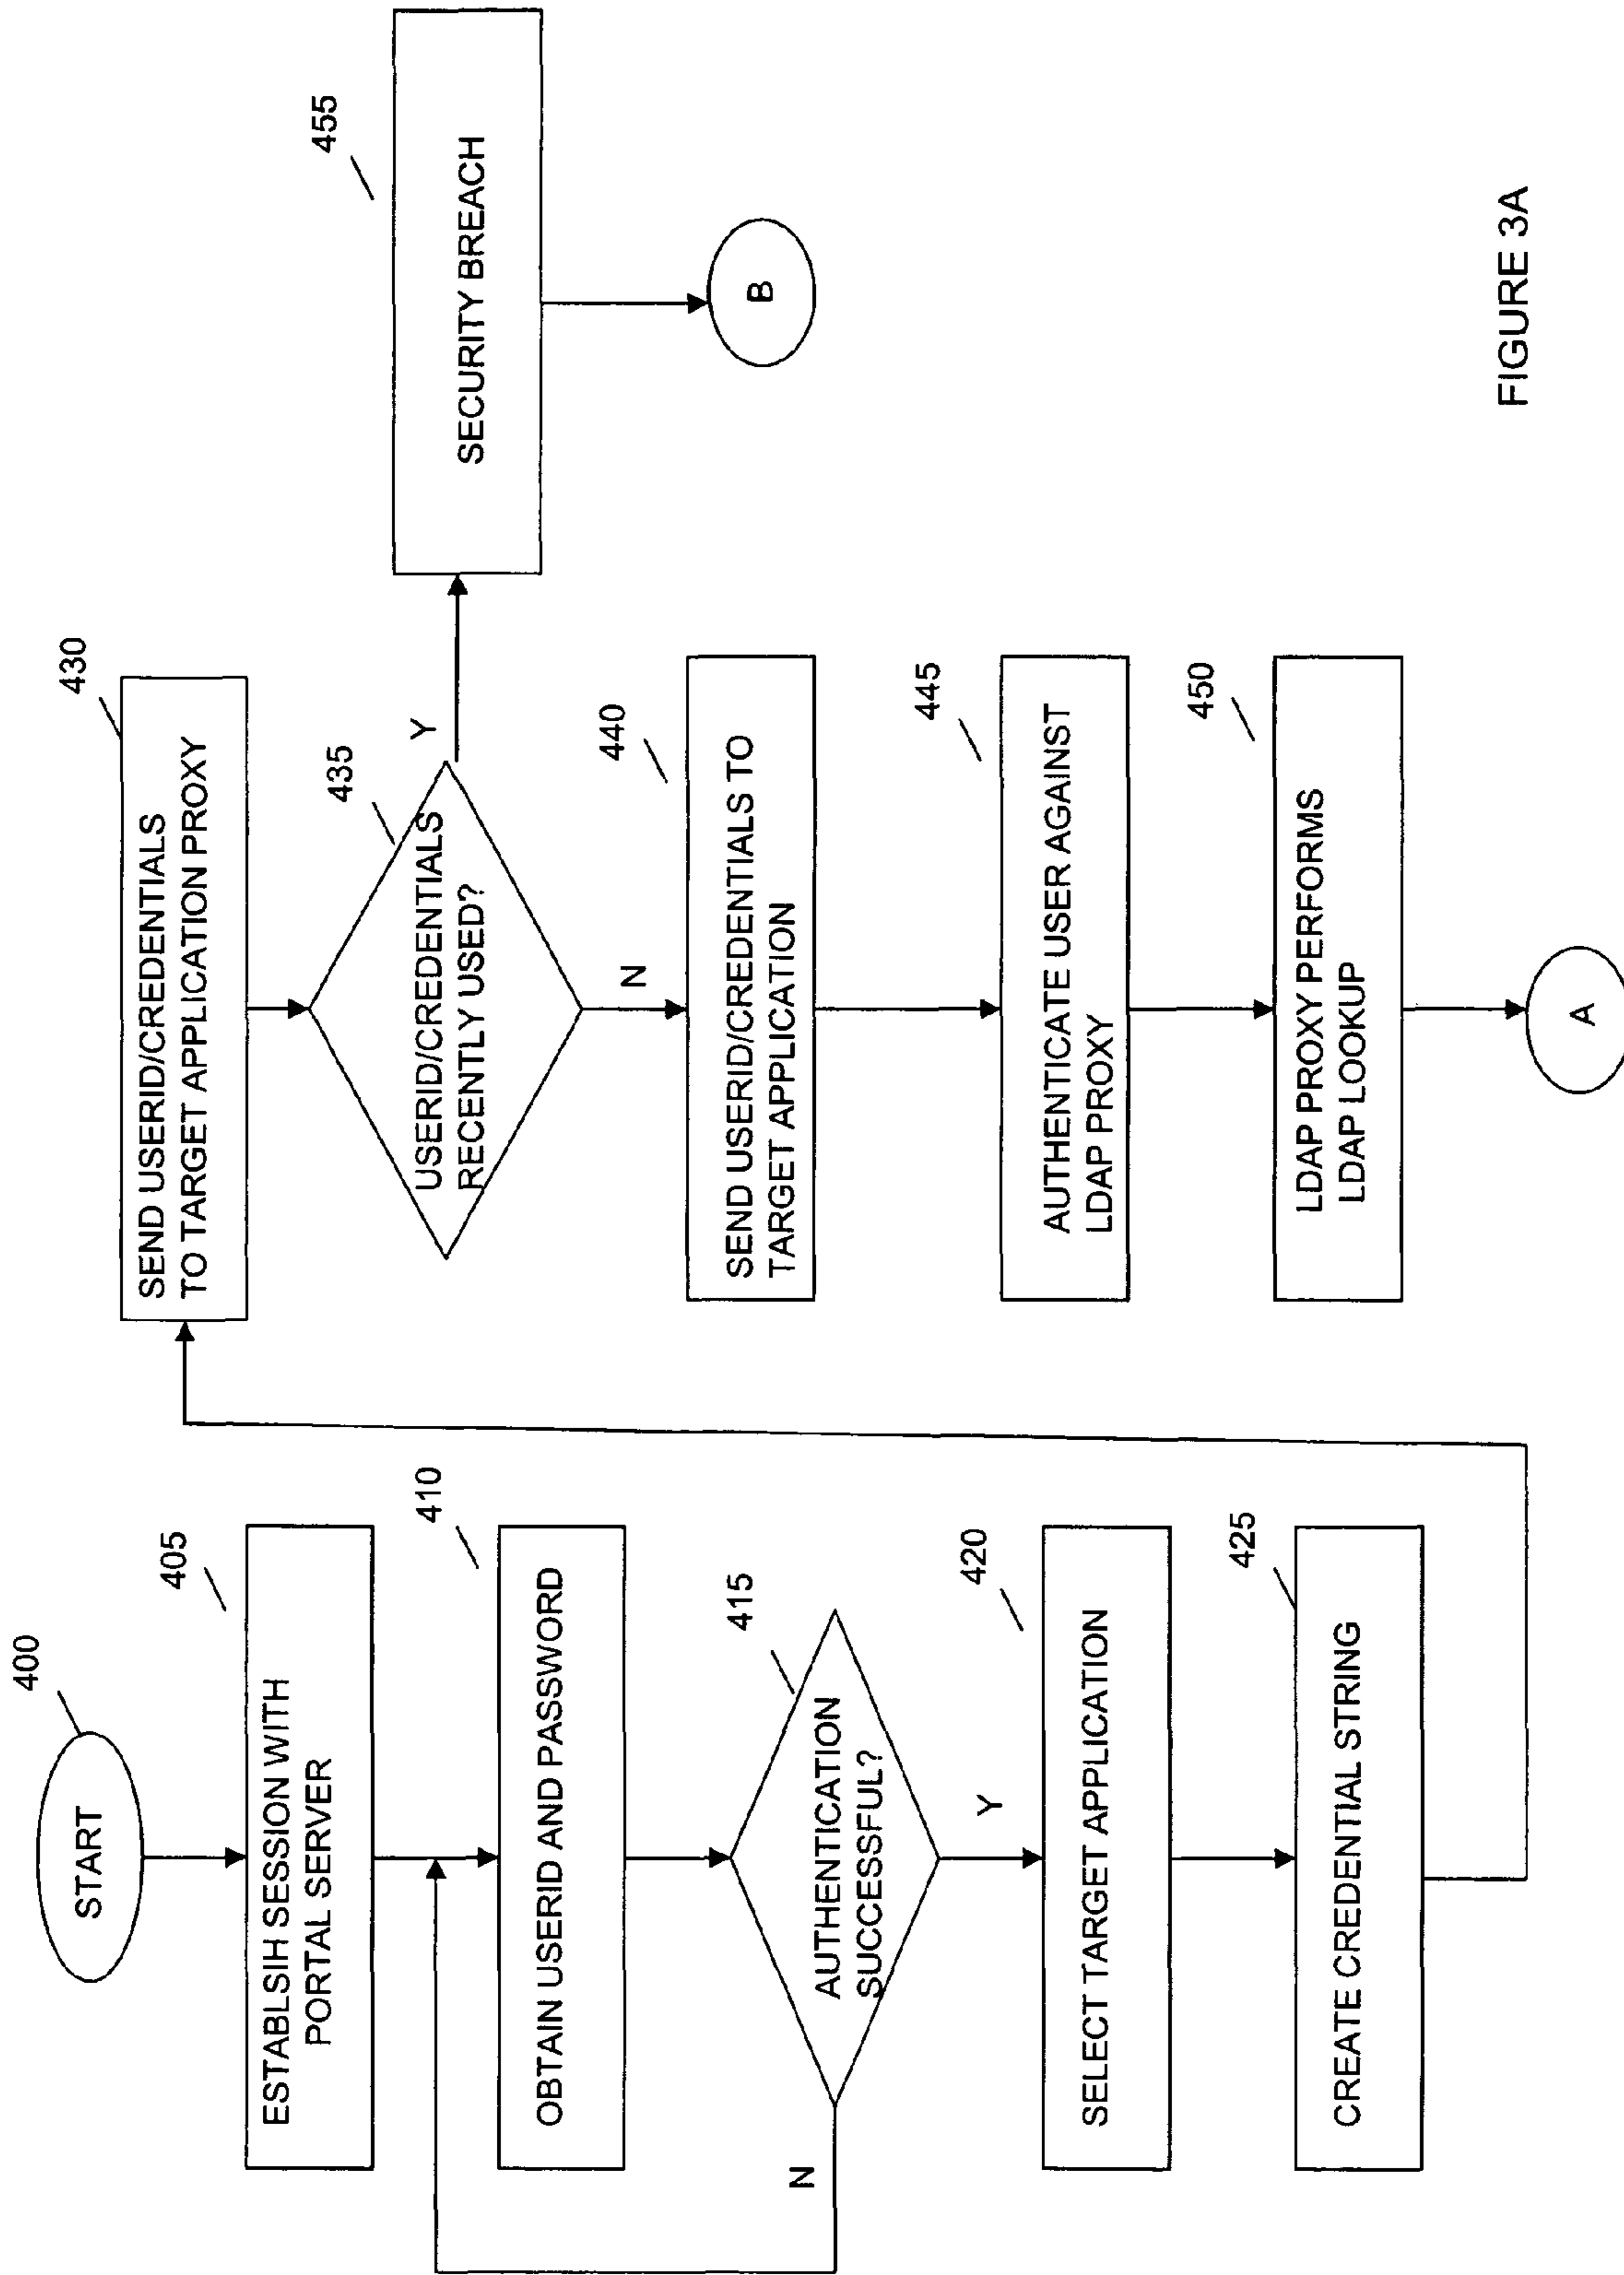 400
START
405
ESTABLSIH SESSION WITH
PORTAL SERVER
410
OBTAIN USERID AND PASSWORD
415
AUTHENTICATION
SUCCESSFUL?
N
Y
420
SELECT TARGET APPLICATION
425
CREATE CREDENTIAL STRING
430
SEND USERID/CREDENTIALS
TO TARGET APPLICATION PROXY
435
USERID/CREDENTIALS
RECENTLY USED?
Y
N
440
SEND USERID/CREDENTIALS TO
TARGET APPLICATION
445
AUTHENTICATE USER AGAINST
LDAP PROXY
450
LDAP PROXY PERFORMS
LDAP LOOKUP
A
455
SECURITY BREACH
B
FIGURE 3A